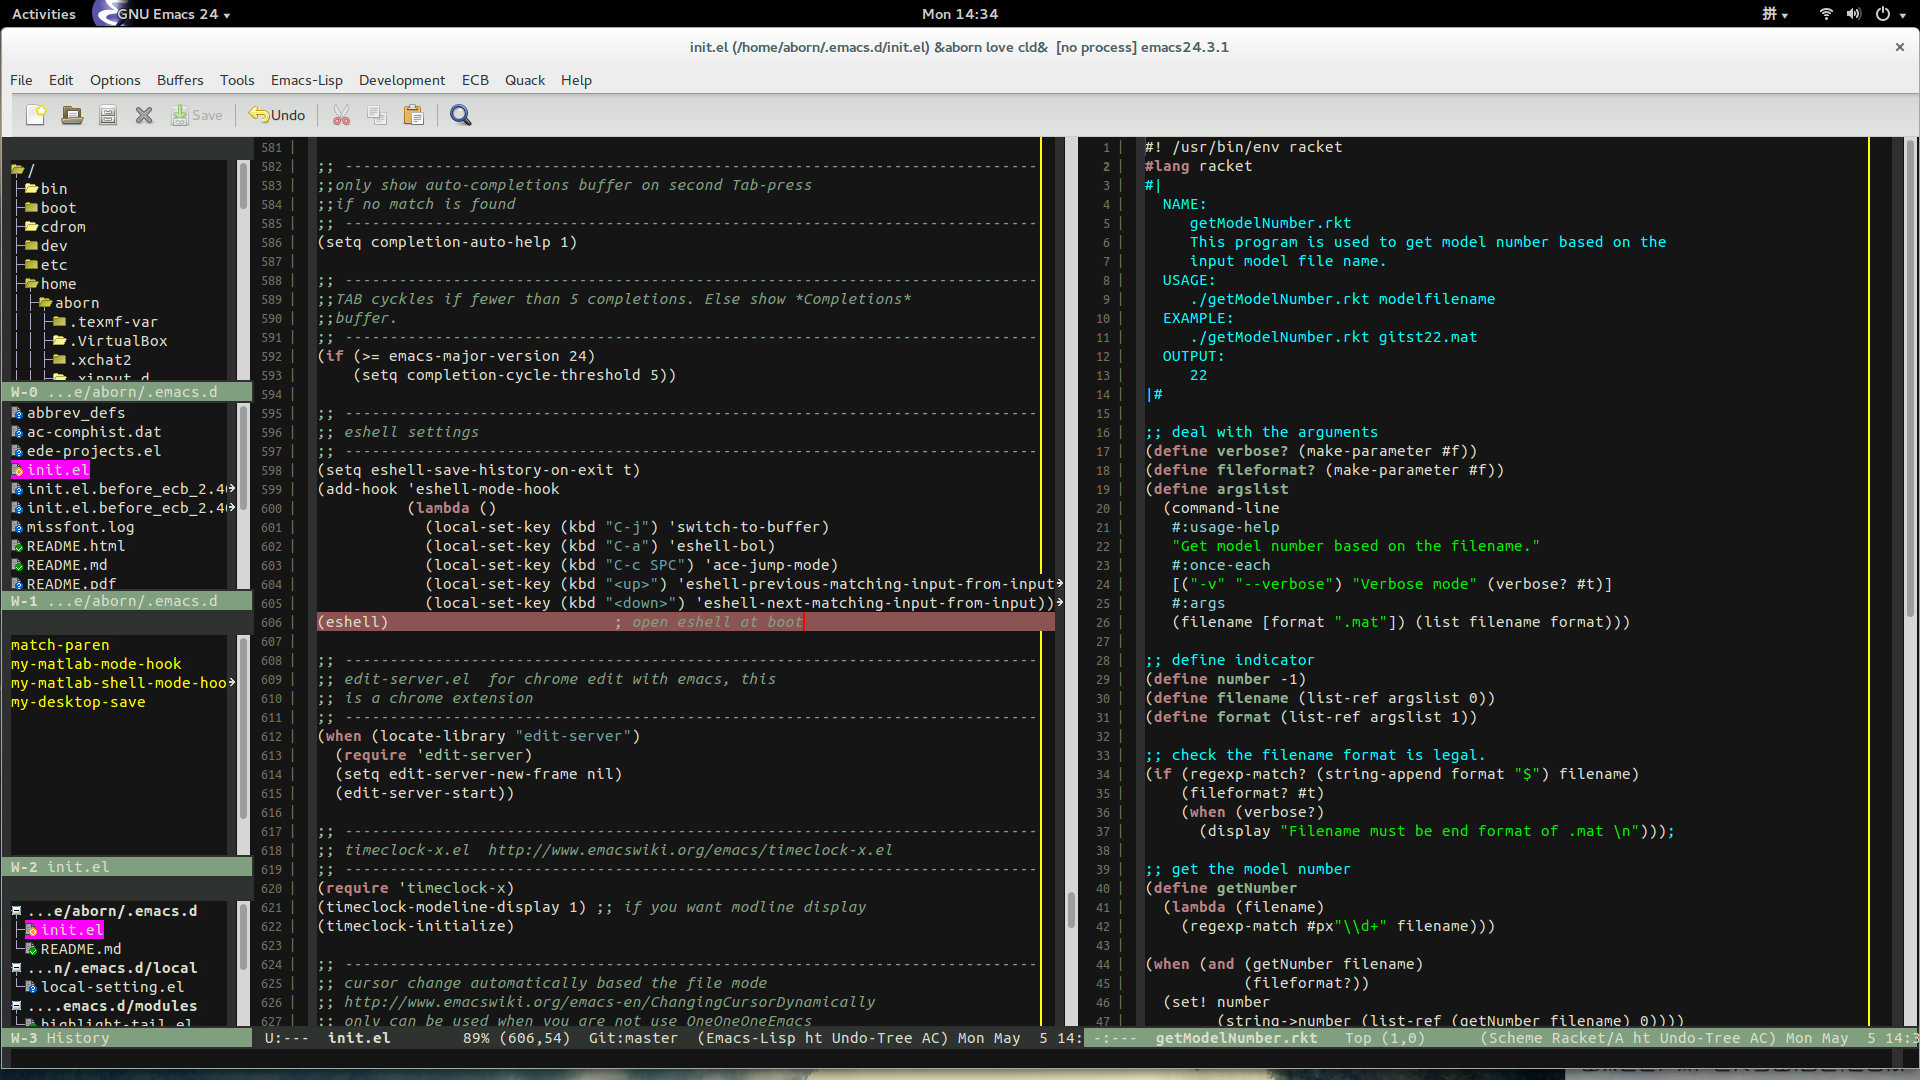 Activities
GNU Emacs 24
Mon 14:34
拼
init.el (/home/aborn/.emacs.d/init.el) &aborn love cld&  [no process] emacs24.3.1
File Edit Options Buffers Tools Emacs-Lisp Development ECB Quack Help
Save
Undo
/
bin
boot
cdrom
dev
etc
home
aborn
.texmf-var
.VirtualBox
.xchat2
.xinput.d
W-0 ...e/aborn/.emacs.d
abbrev_defs
ac-comphist.dat
ede-projects.el
init.el
init.el.before_ecb_2.4
init.el.before_ecb_2.4
missfont.log
README.html
README.md
README.pdf
W-1 ...e/aborn/.emacs.d
match-paren
my-matlab-mode-hook
my-matlab-shell-mode-hoo
my-desktop-save
W-2 init.el
...e/aborn/.emacs.d
init.el
README.md
...n/.emacs.d/local
local-setting.el
....emacs.d/modules
highlight-tail.el
W-3 History
581
582 ;; -----------------------------------------------------------------------------
583 ;;only show auto-completions buffer on second Tab-press
584 ;;if no match is found
585 ;; -----------------------------------------------------------------------------
586 (setq completion-auto-help 1)
587
588 ;; -----------------------------------------------------------------------------
589 ;;TAB cyckles if fewer than 5 completions. Else show *Completions*
590 ;;buffer.
591 ;; -----------------------------------------------------------------------------
592 (if (>= emacs-major-version 24)
593     (setq completion-cycle-threshold 5))
594
595 ;; -----------------------------------------------------------------------------
596 ;; eshell settings
597 ;; -----------------------------------------------------------------------------
598 (setq eshell-save-history-on-exit t)
599 (add-hook 'eshell-mode-hook
600           (lambda ()
601             (local-set-key (kbd "C-j") 'switch-to-buffer)
602             (local-set-key (kbd "C-a") 'eshell-bol)
603             (local-set-key (kbd "C-c SPC") 'ace-jump-mode)
604             (local-set-key (kbd "<up>") 'eshell-previous-matching-input-from-input
605             (local-set-key (kbd "<down>") 'eshell-next-matching-input-from-input))
606 (eshell)                         ; open eshell at boot
607
608 ;; -----------------------------------------------------------------------------
609 ;; edit-server.el  for chrome edit with emacs, this
610 ;; is a chrome extension
611 ;; -----------------------------------------------------------------------------
612 (when (locate-library "edit-server")
613   (require 'edit-server)
614   (setq edit-server-new-frame nil)
615   (edit-server-start))
616
617 ;; -----------------------------------------------------------------------------
618 ;; timeclock-x.el  http://www.emacswiki.org/emacs/timeclock-x.el
619 ;; -----------------------------------------------------------------------------
620 (require 'timeclock-x)
621 (timeclock-modeline-display 1) ;; if you want modline display
622 (timeclock-initialize)
623
624 ;; -----------------------------------------------------------------------------
625 ;; cursor change automatically based the file mode
626 ;; http://www.emacswiki.org/emacs-en/ChangingCursorDynamically
627 ;; only can be used when you are not use OneOneOneEmacs
U:---  init.el        89% (606,54)  Git:master  (Emacs-Lisp ht Undo-Tree AC) Mon May  5 14:
1 #! /usr/bin/env racket
2 #lang racket
3 #|
4   NAME:
5      getModelNumber.rkt
6      This program is used to get model number based on the
7      input model file name.
8   USAGE:
9      ./getModelNumber.rkt modelfilename
10   EXAMPLE:
11      ./getModelNumber.rkt gitst22.mat
12   OUTPUT:
13      22
14 |#
15
16 ;; deal with the arguments
17 (define verbose? (make-parameter #f))
18 (define fileformat? (make-parameter #f))
19 (define argslist
20   (command-line
21    #:usage-help
22    "Get model number based on the filename."
23    #:once-each
24    [("-v" "--verbose") "Verbose mode" (verbose? #t)]
25    #:args
26    (filename [format ".mat"]) (list filename format)))
27
28 ;; define indicator
29 (define number -1)
30 (define filename (list-ref argslist 0))
31 (define format (list-ref argslist 1))
32
33 ;; check the filename format is legal.
34 (if (regexp-match? (string-append format "$") filename)
35     (fileformat? #t)
36     (when (verbose?)
37       (display "Filename must be end format of .mat \n")));
38
39 ;; get the model number
40 (define getNumber
41   (lambda (filename)
42     (regexp-match #px"\\d+" filename)))
43
44 (when (and (getNumber filename)
45            (fileformat?))
46   (set! number
47         (string->number (list-ref (getNumber filename) 0))))
-:---  getModelNumber.rkt   Top (1,0)      (Scheme Racket/A ht Undo-Tree AC) Mon May  5 14:3